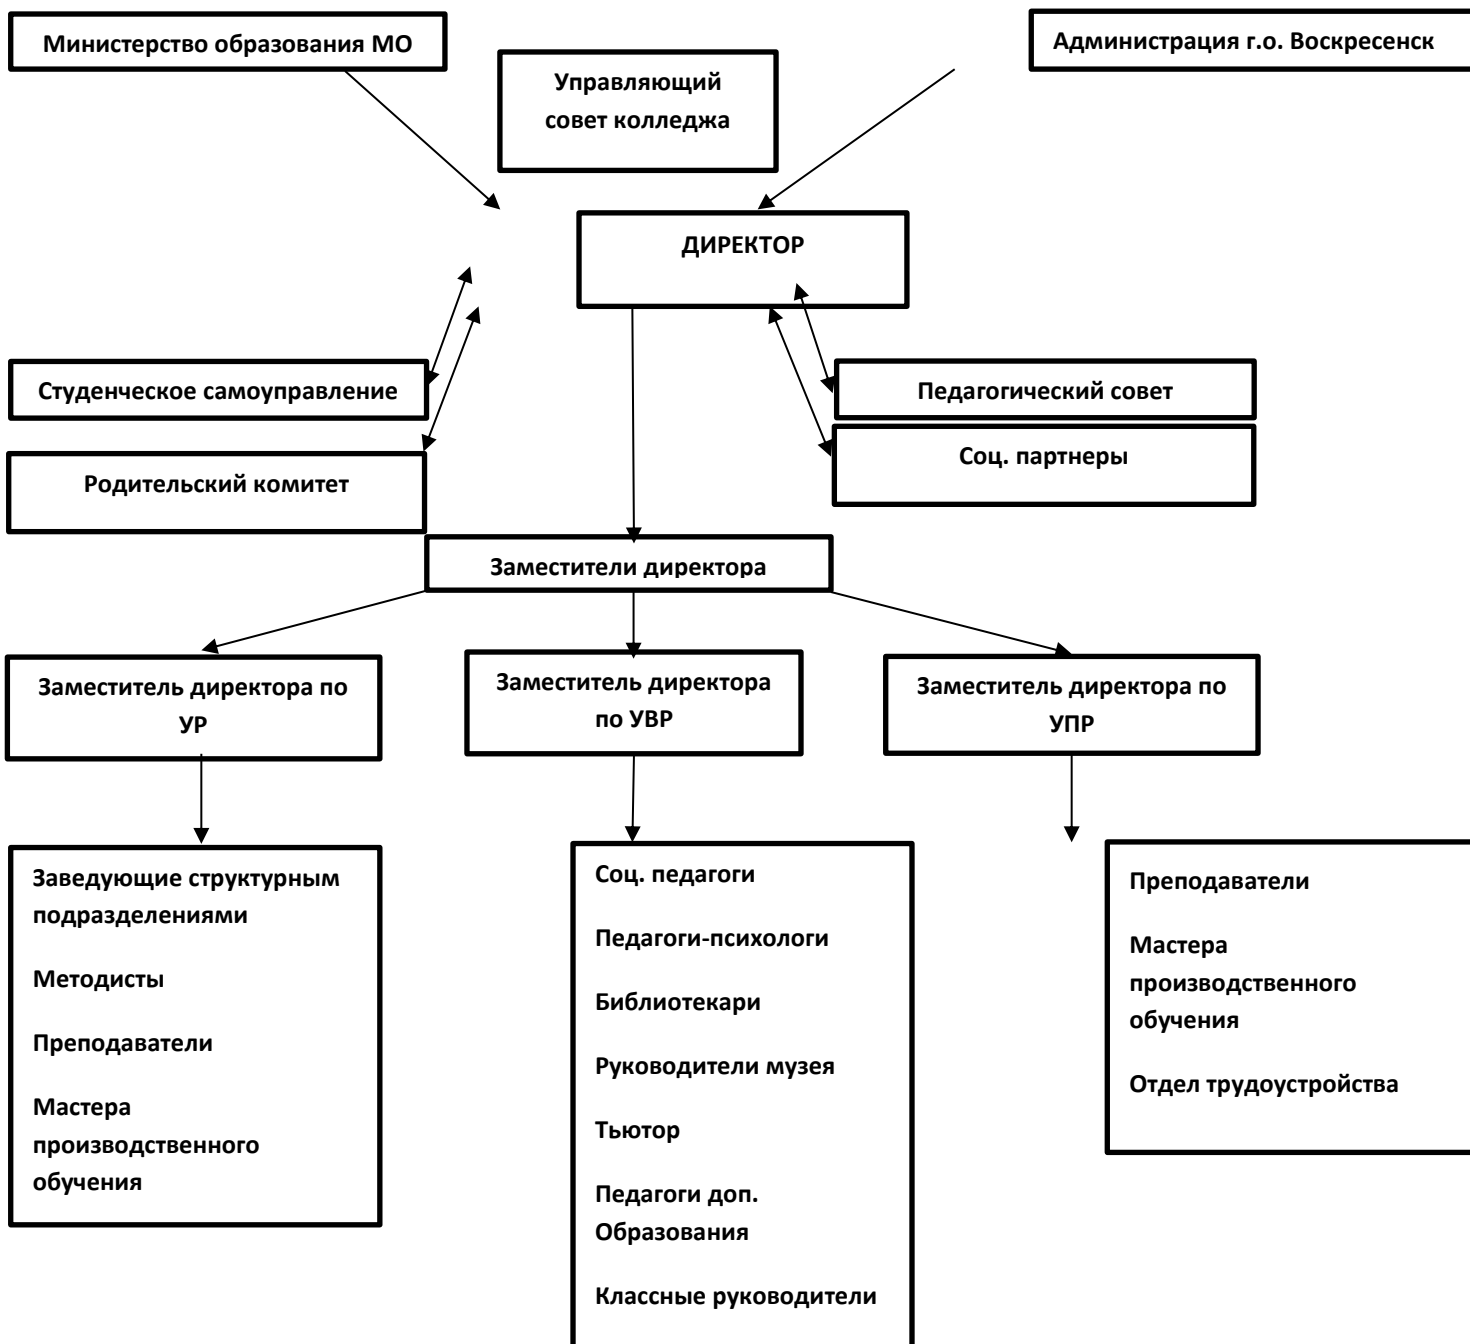 Министерство образования МО
Администрация г.о. Воскресенск
Управляющий
совет колледжа
ДИРЕКТОР
Студенческое самоуправление
Педагогический совет
Родительский комитет
Соц. партнеры
Заместители директора
Заместитель директора по
УР
Заместитель директора
по УВР
Заместитель директора по
УПР
Заведующие структурным
подразделениями
Методисты
Преподаватели
Мастера
производственного
обучения
Соц. педагоги
Педагоги-психологи
Библиотекари
Руководители музея
Тьютор
Педагоги доп.
Образования
Классные руководители
Преподаватели
Мастера
производственного
обучения
Отдел трудоустройства